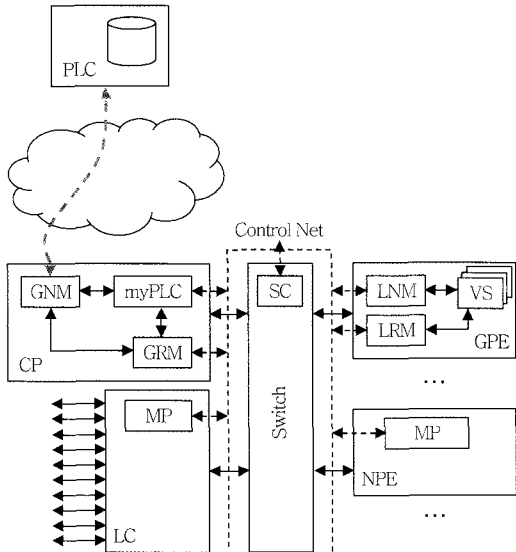 PLC
Control Net
GNM
myPLC
GRM
CP
SC
Switch
LNM
VS
LRM
GPE
...
MP
LC
MP
NPE
...